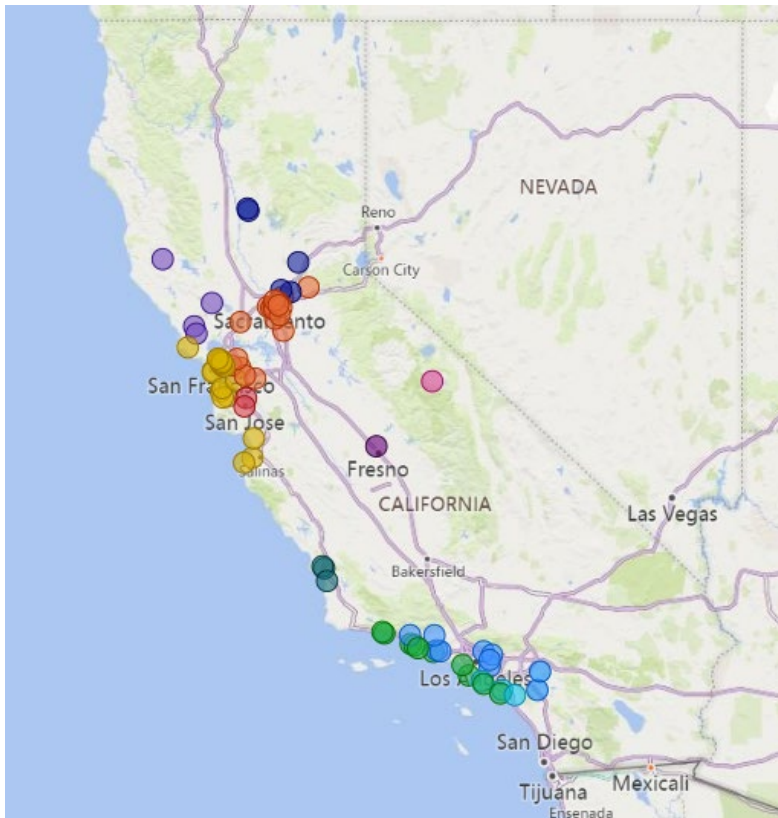 NEVADA
Reno
Carson City
Sacramento
San Francisco
San Jose
Salinas
Fresno
CALIFORNIA
Las Vegas
Bakersfield
Los Angeles
San Diego
Tijuana
Mexicali
Ensenada